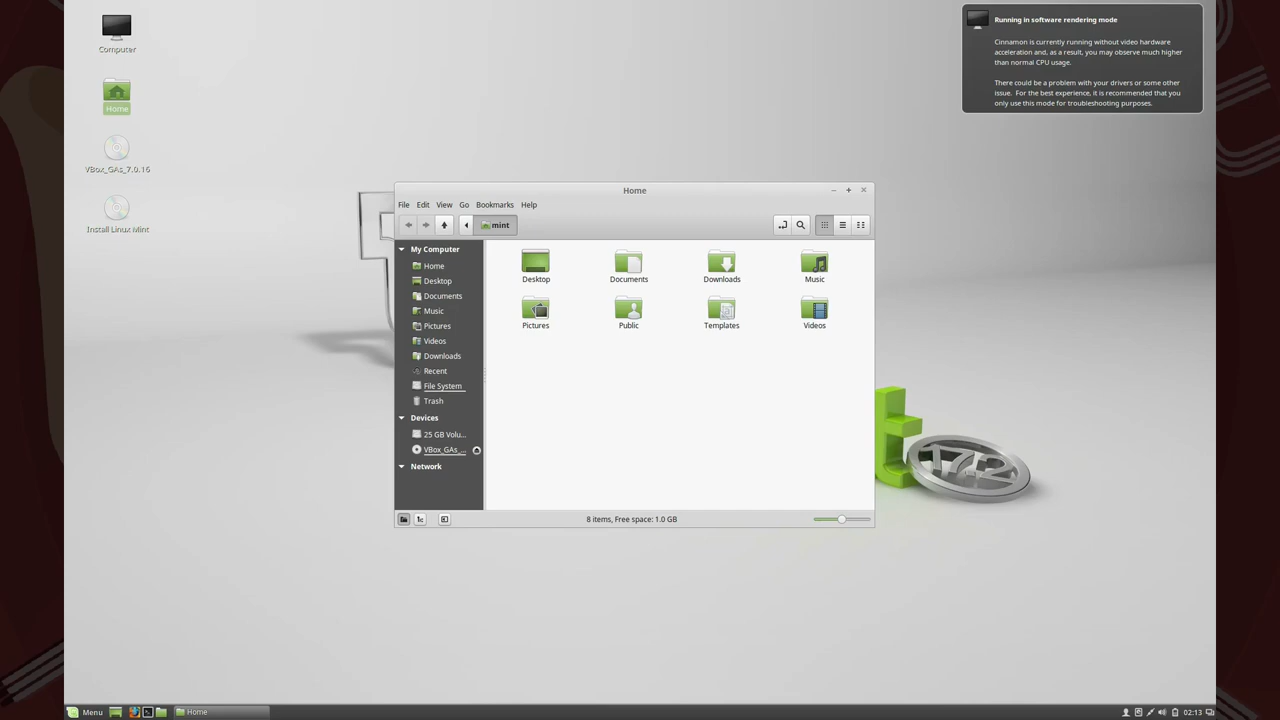 Computer
Home
VBox_GAs_7.0.16
Install Linux Mint
Running in software rendering mode
Cinnamon is currently running without video hardware
acceleration and, as a result, you may observe much higher
than normal CPU usage.
There could be a problem with your drivers or some other
issue.  For the best experience, it is recommended that you
only use this mode for troubleshooting purposes.
Home
File Edit View Go Bookmarks Help
mint
My Computer
Home
Desktop
Documents
Music
Pictures
Videos
Downloads
Recent
File System
Trash
Devices
25 GB Volu...
VBox_GAs_...
Network
Desktop Documents Downloads Music
Pictures Public Templates Videos
8 items, Free space: 1.0 GB
t
17.2
Menu Home 02:13